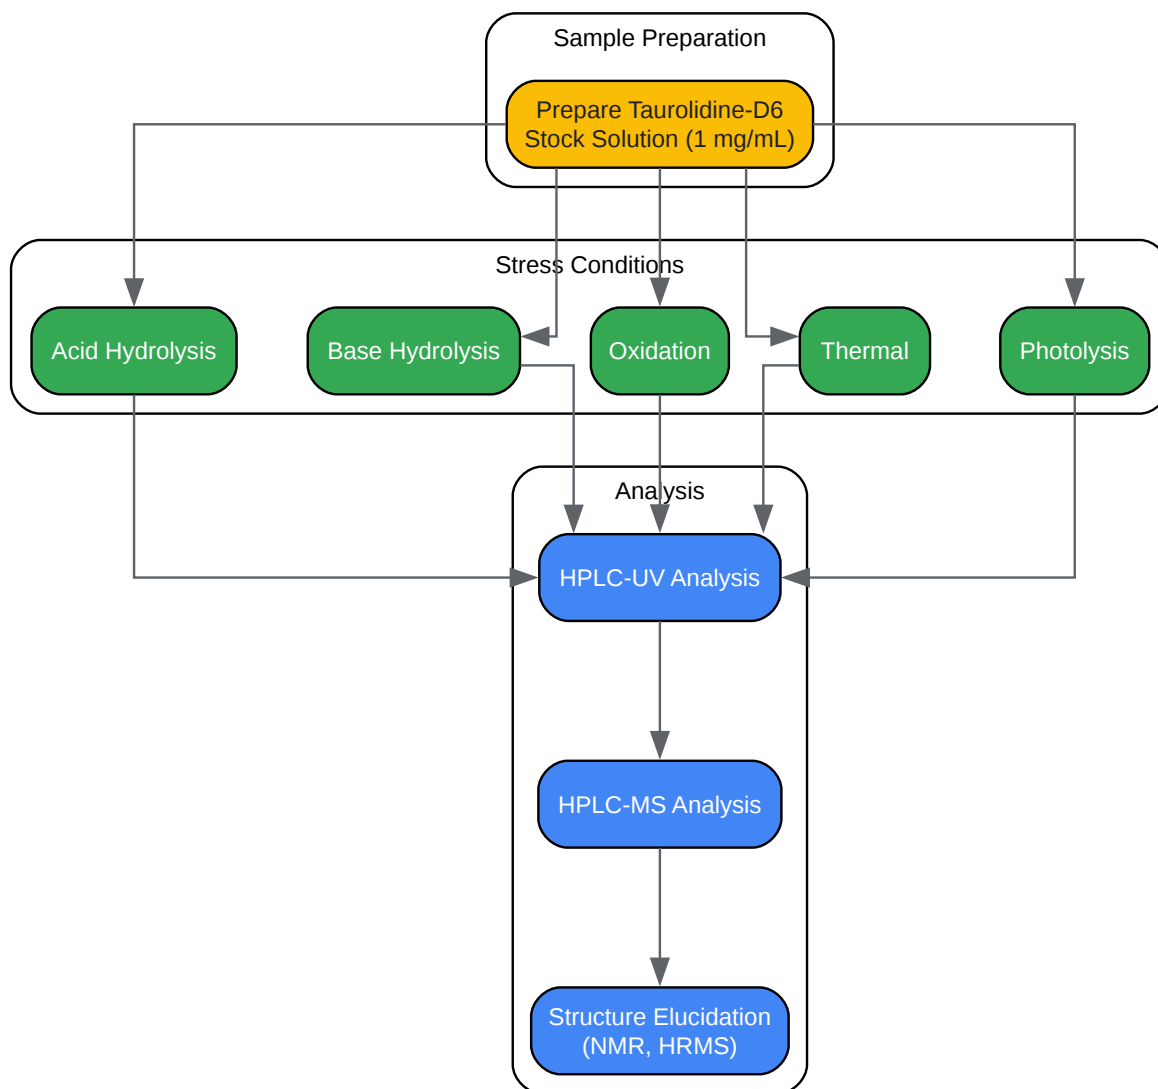 Sample Preparation
Prepare Taurolidine-D6
Stock Solution (1 mg/mL)
Stress Conditions
Acid Hydrolysis
Base Hydrolysis
Oxidation
Thermal
Photolysis
Analysis
HPLC-UV Analysis
HPLC-MS Analysis
Structure Elucidation
(NMR, HRMS)